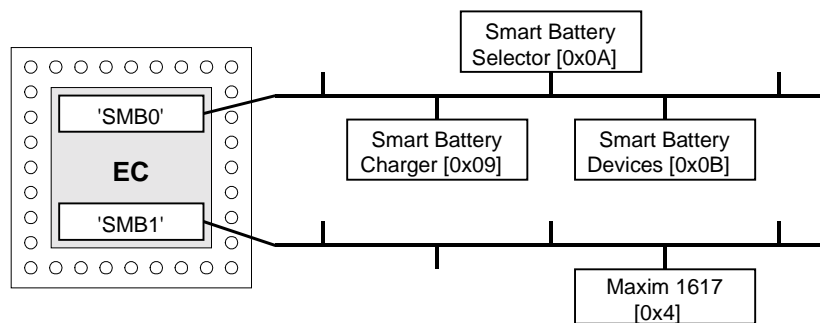 Smart Battery
Selector [0x0A]
'SMB0'
Smart Battery
Charger [0x09]
Smart Battery
Devices [0x0B]
EC
'SMB1'
Maxim 1617
[0x4]